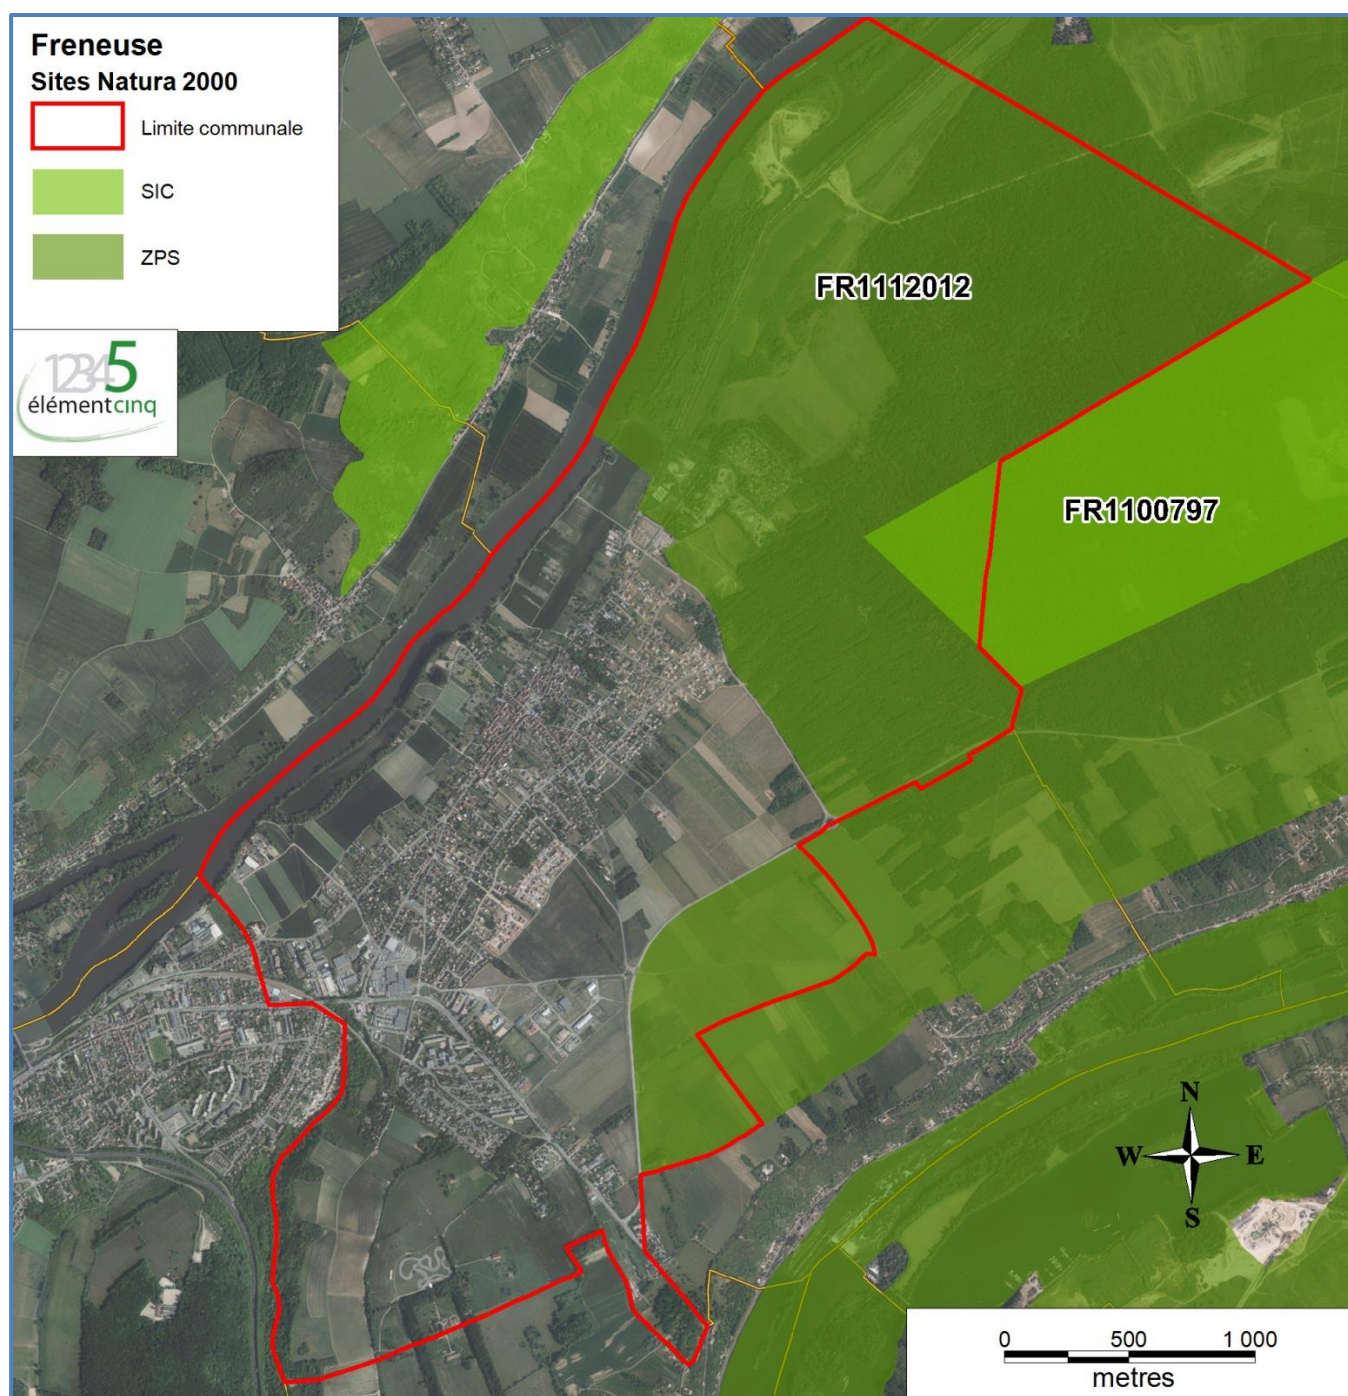 Freneuse
Sites Natura 2000
Limite communale
SIC
ZPS
12345
élémentcinq
FR1112012
FR1100797
N
W E
S
0 500 1 000
metres